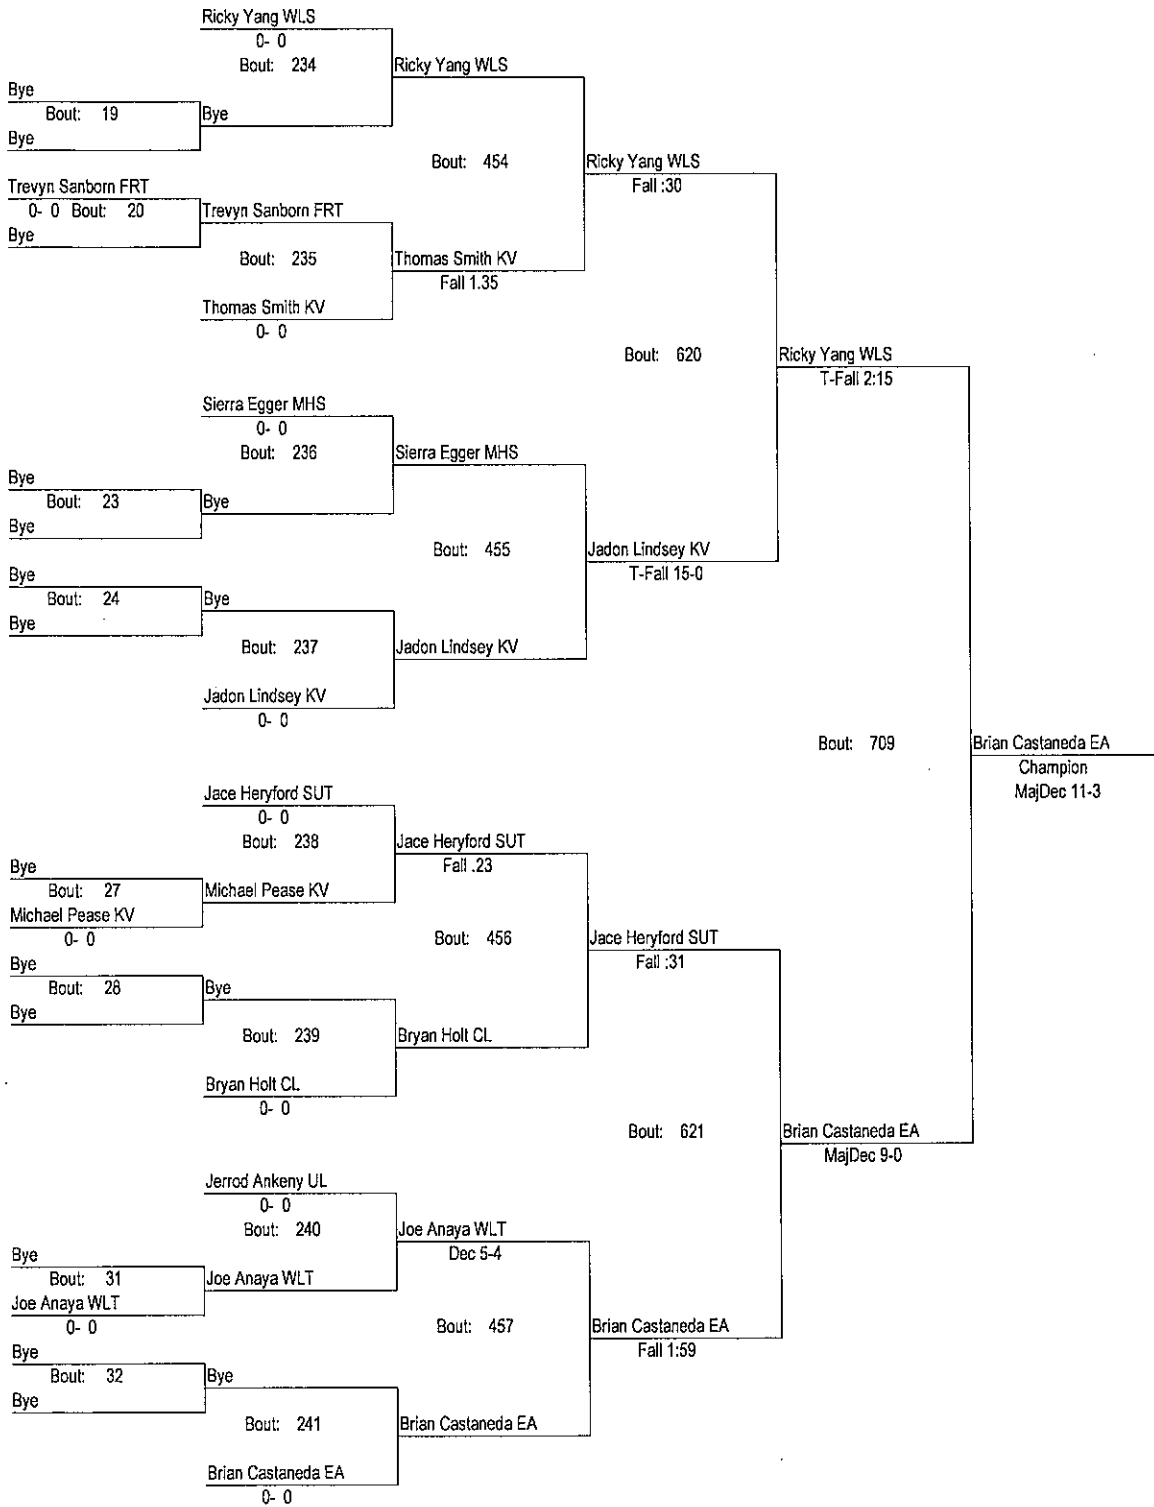 Ricky Yang WLS
0- 0
Bout: 234
Ricky Yang WLS
Bye
Bout: 19
Bye
Bye
Bout: 454
Ricky Yang WLS
Fall :30
Trevyn Sanborn FRT
0- 0 Bout: 20
Trevyn Sanborn FRT
Bye
Bout: 235
Thomas Smith KV
Fall 1.35
Thomas Smith KV
0- 0
Bout: 620
Ricky Yang WLS
T-Fall 2:15
Sierra Egger MHS
0- 0
Bout: 236
Sierra Egger MHS
Bye
Bout: 23
Bye
Bye
Bout: 455
Jadon Lindsey KV
T-Fall 15-0
Bye
Bout: 24
Bye
Bye
Bout: 237
Jadon Lindsey KV
Jadon Lindsey KV
0- 0
Bout: 709
Brian Castaneda EA
Champion
MajDec 11-3
Jace Heryford SUT
0- 0
Bout: 238
Jace Heryford SUT
Fall .23
Bye
Bout: 27
Michael Pease KV
Michael Pease KV
0- 0
Bout: 456
Jace Heryford SUT
Fall :31
Bye
Bout: 28
Bye
Bye
Bout: 239
Bryan Holt CL
Bryan Holt CL
0- 0
Bout: 621
Brian Castaneda EA
MajDec 9-0
Jerrod Ankeny UL
0- 0
Bout: 240
Joe Anaya WLT
Dec 5-4
Bye
Bout: 31
Joe Anaya WLT
Joe Anaya WLT
0- 0
Bout: 457
Brian Castaneda EA
Fall 1:59
Bye
Bout: 32
Bye
Bye
Bout: 241
Brian Castaneda EA
Brian Castaneda EA
0- 0